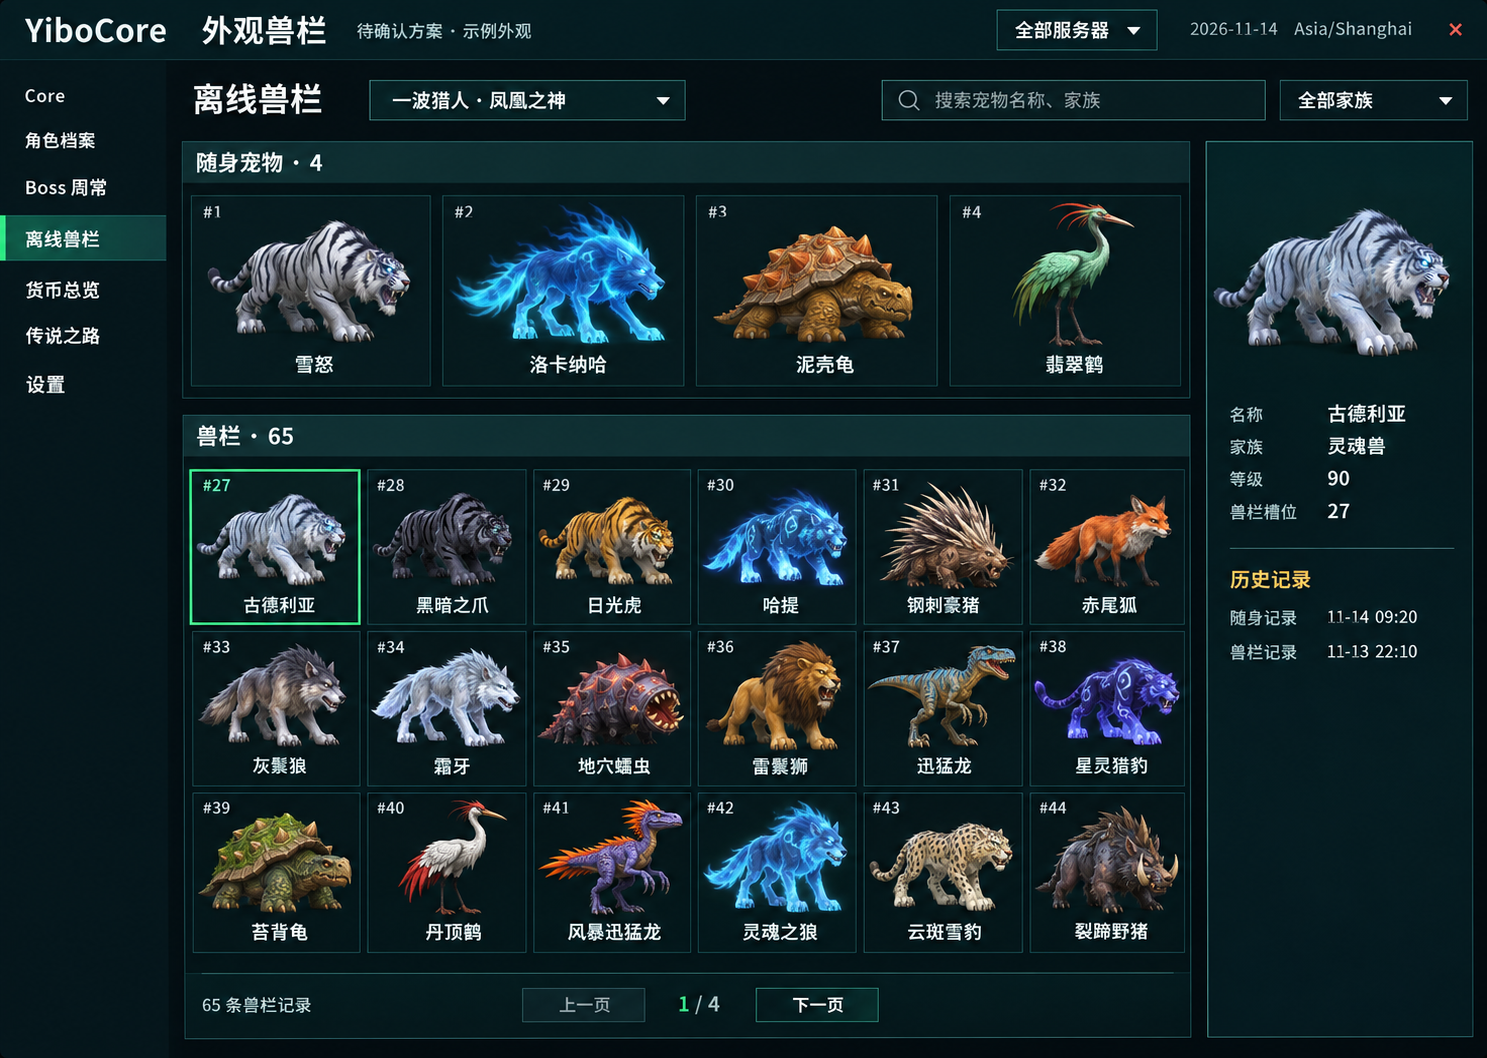 YiboCore 外观兽栏 待确认方案 · 示例外观 全部服务器 2026-11-14 Asia/Shanghai ×
Core
角色档案
Boss 周常
离线兽栏
货币总览
传说之路
设置
离线兽栏 一波猎人 · 凤凰之神 搜索宠物名称、家族 全部家族
随身宠物 · 4
#1 #2 #3 #4
雪怒 洛卡纳哈 泥壳龟 翡翠鹤
兽栏 · 65
#27 #28 #29 #30 #31 #32
古德利亚 黑暗之爪 日光虎 哈提 钢刺豪猪 赤尾狐
#33 #34 #35 #36 #37 #38
灰鬃狼 霜牙 地穴蠕虫 雷鬃狮 迅猛龙 星灵猎豹
#39 #40 #41 #42 #43 #44
苔背龟 丹顶鹤 风暴迅猛龙 灵魂之狼 云斑雪豹 裂蹄野猪
65 条兽栏记录 上一页 1 / 4 下一页
名称 古德利亚
家族 灵魂兽
等级 90
兽栏槽位 27
历史记录
随身记录 11-14 09:20
兽栏记录 11-13 22:10